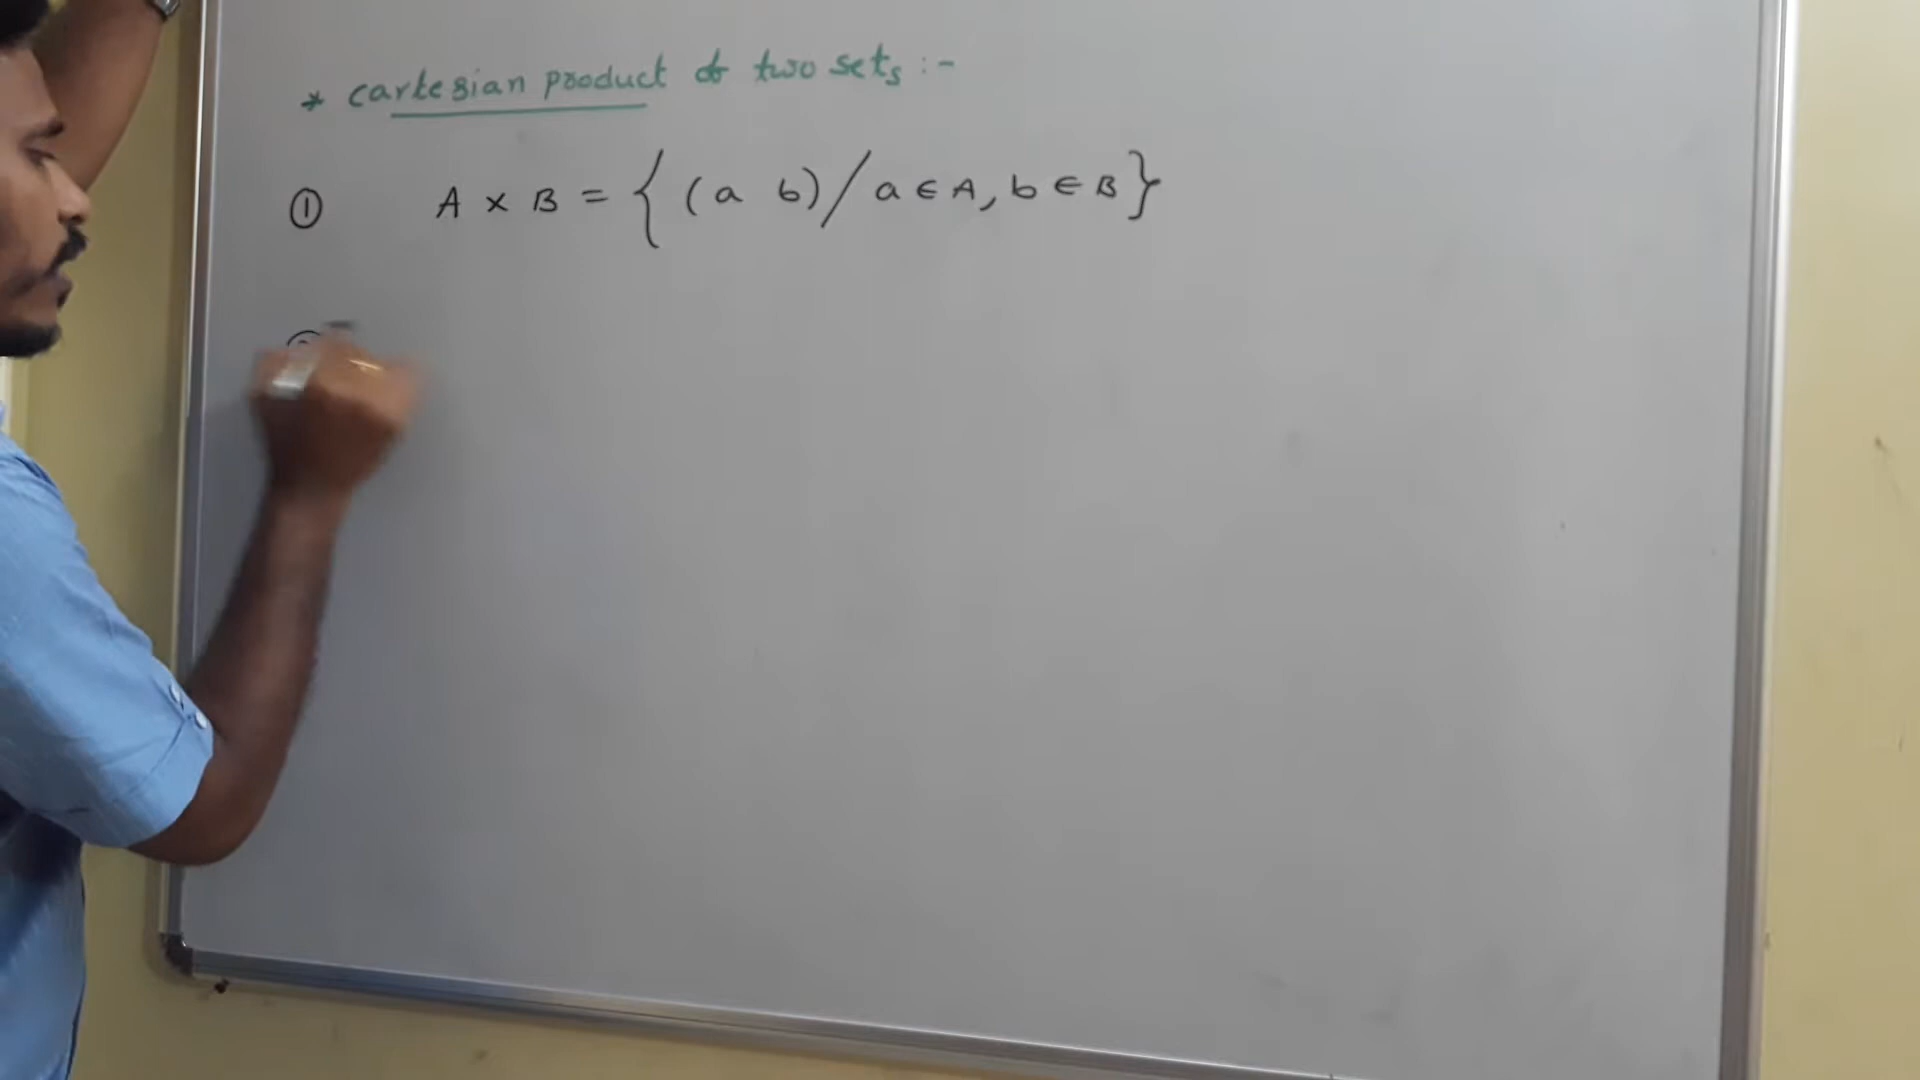 * cartesian product of two sets :-
① A × B = { (a b) / a ∈ A, b ∈ B }